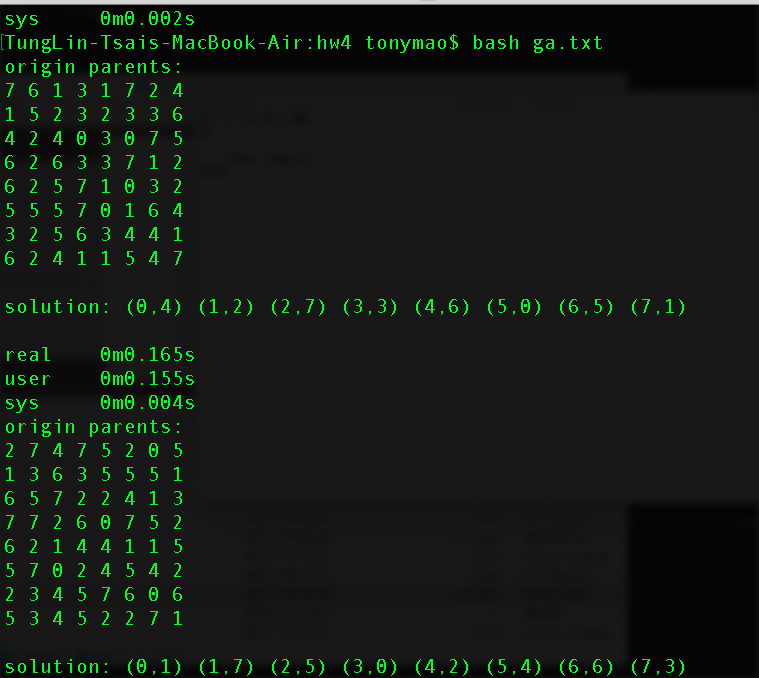 sys     0m0.002s
[TungLin-Tsais-MacBook-Air:hw4 tonymao$ bash ga.txt
origin parents:
7 6 1 3 1 7 2 4
1 5 2 3 2 3 3 6
4 2 4 0 3 0 7 5
6 2 6 3 3 7 1 2
6 2 5 7 1 0 3 2
5 5 5 7 0 1 6 4
3 2 5 6 3 4 4 1
6 2 4 1 1 5 4 7
solution: (0,4) (1,2) (2,7) (3,3) (4,6) (5,0) (6,5) (7,1)
real    0m0.165s
user    0m0.155s
sys     0m0.004s
origin parents:
2 7 4 7 5 2 0 5
1 3 6 3 5 5 5 1
6 5 7 2 2 4 1 3
7 7 2 6 0 7 5 2
6 2 1 4 4 1 1 5
5 7 0 2 4 5 4 2
2 3 4 5 7 6 0 6
5 3 4 5 2 2 7 1
solution: (0,1) (1,7) (2,5) (3,0) (4,2) (5,4) (6,6) (7,3)